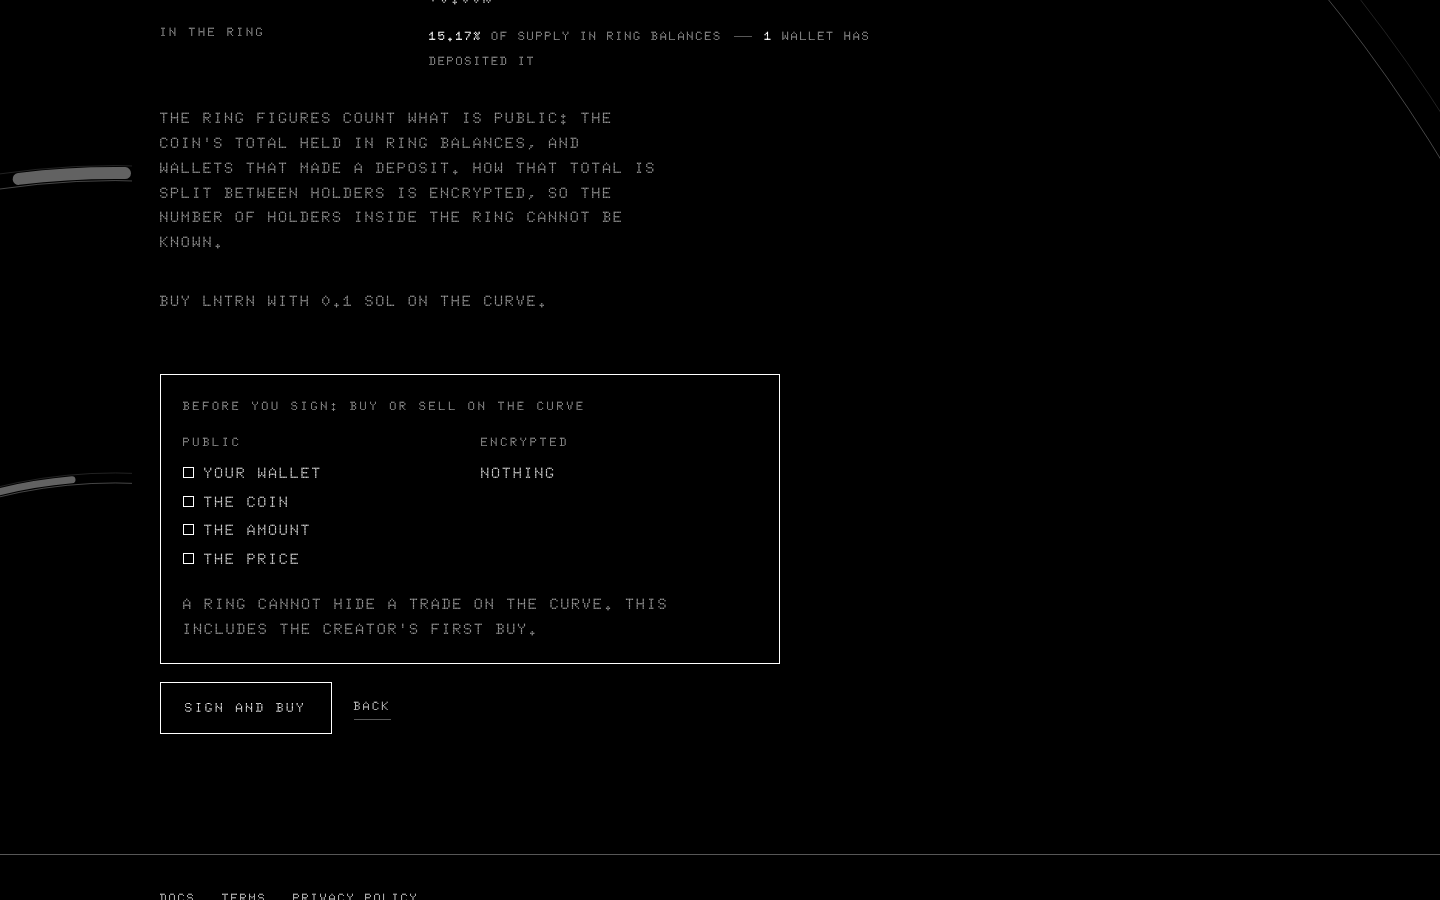 IN THE RING
15.17% OF SUPPLY IN RING BALANCES — 1 WALLET HAS
DEPOSITED IT
THE RING FIGURES COUNT WHAT IS PUBLIC: THE
COIN'S TOTAL HELD IN RING BALANCES, AND
WALLETS THAT MADE A DEPOSIT. HOW THAT TOTAL IS
SPLIT BETWEEN HOLDERS IS ENCRYPTED, SO THE
NUMBER OF HOLDERS INSIDE THE RING CANNOT BE
KNOWN.
BUY LNTRN WITH 0.1 SOL ON THE CURVE.
BEFORE YOU SIGN: BUY OR SELL ON THE CURVE
PUBLIC ENCRYPTED
YOUR WALLET NOTHING
THE COIN
THE AMOUNT
THE PRICE
A RING CANNOT HIDE A TRADE ON THE CURVE. THIS
INCLUDES THE CREATOR'S FIRST BUY.
SIGN AND BUY BACK
DOCS TERMS PRIVACY POLICY